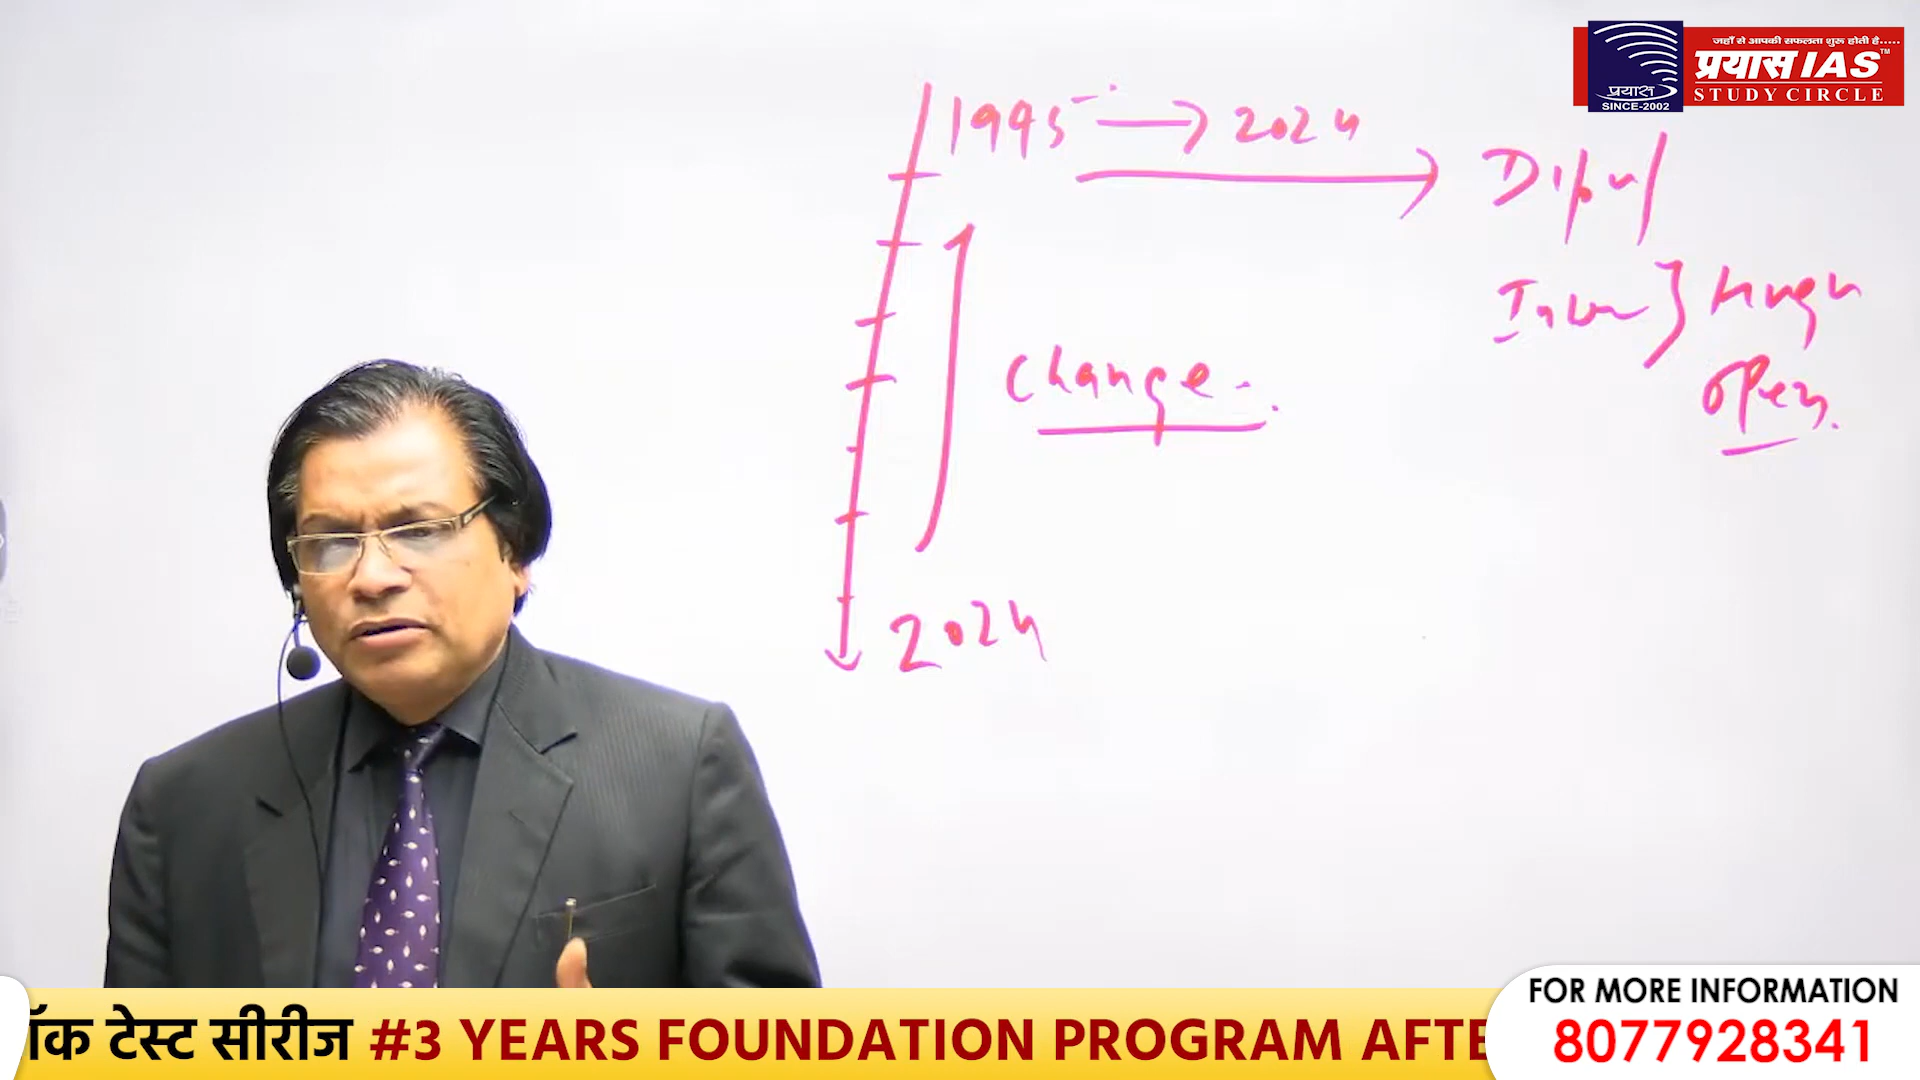 जहाँ से आपकी सफलता शुरू होती है.....
प्रयास IAS™
STUDY CIRCLE
प्रयास
SINCE-2002
1995 → 2024
Change
open
2024
ॉक टेस्ट सीरीज #3 YEARS FOUNDATION PROGRAM AFTE
FOR MORE INFORMATION
8077928341